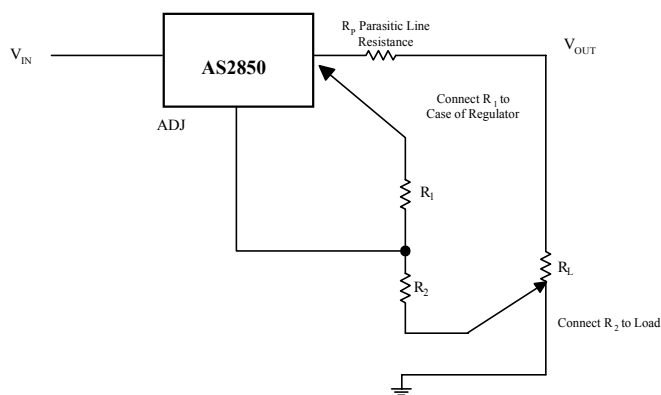 R_P Parasitic Line
Resistance
V_IN
AS2850
V_OUT
Connect R_1 to
Case of Regulator
ADJ
R_1
R_2
R_L
Connect R_2 to Load